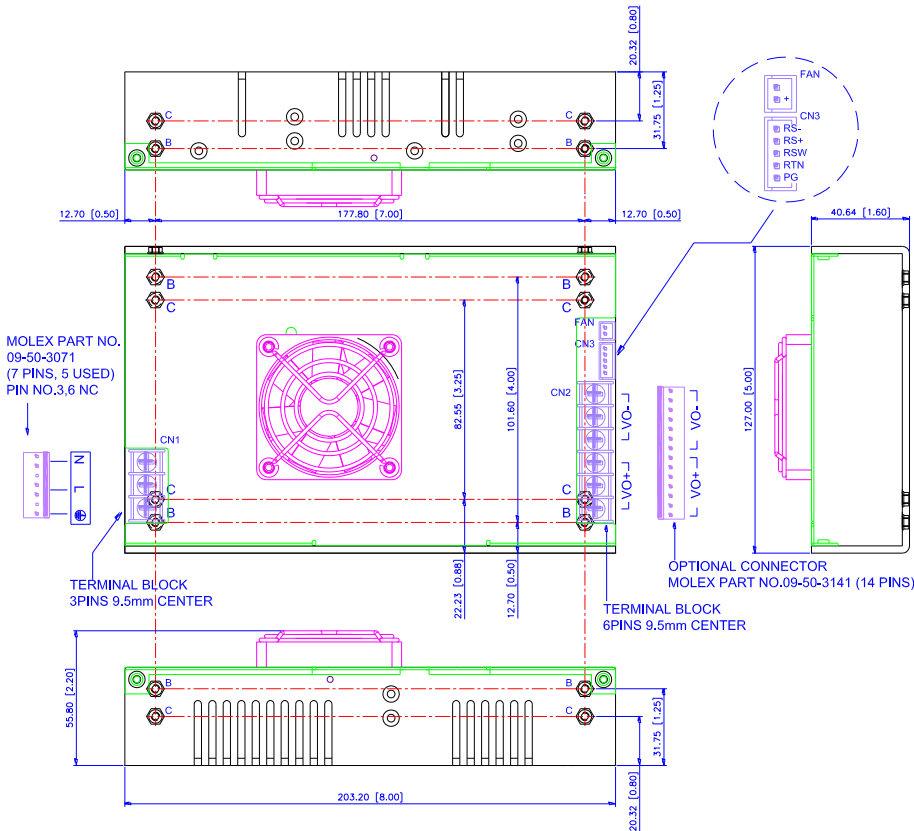 20.32 [0.80]
31.75 [1.25]
C
C
B
B
12.70 [0.50]
177.80 [7.00]
12.70 [0.50]
FAN
+
CN3
RS-
RS+
RSW
RTN
PG
40.64 [1.60]
B
B
C
C
MOLEX PART NO.
09-50-3071
(7 PINS, 5 USED)
PIN NO.3,6 NC
FAN
CN3
CN2
VO-
VO+
VO-
VO+
82.55 [3.25]
101.60 [4.00]
127.00 [5.00]
CN1
N
L
C
C
B
B
TERMINAL BLOCK
3PINS 9.5mm CENTER
22.23 [0.88]
12.70 [0.50]
OPTIONAL CONNECTOR
MOLEX PART NO.09-50-3141 (14 PINS)
TERMINAL BLOCK
6PINS 9.5mm CENTER
55.80 [2.20]
B
B
C
C
31.75 [1.25]
20.32 [0.80]
203.20 [8.00]